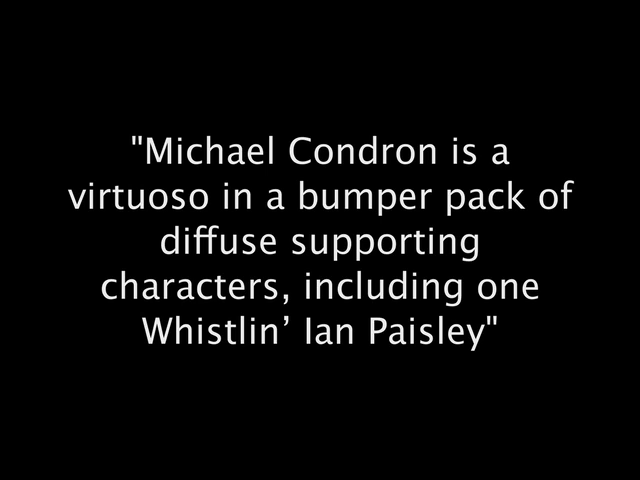 "Michael Condron is a
virtuoso in a bumper pack of
diffuse supporting
characters, including one
Whistlin’ Ian Paisley"